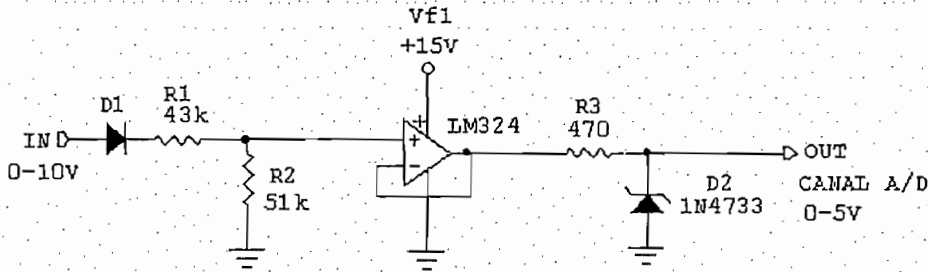 Vf1
+15V
D1
R1
43k
IN
0-10V
R2
51k
+
+
-
LM324
R3
470
OUT
D2
1N4733
CANAL A/D
0-5V